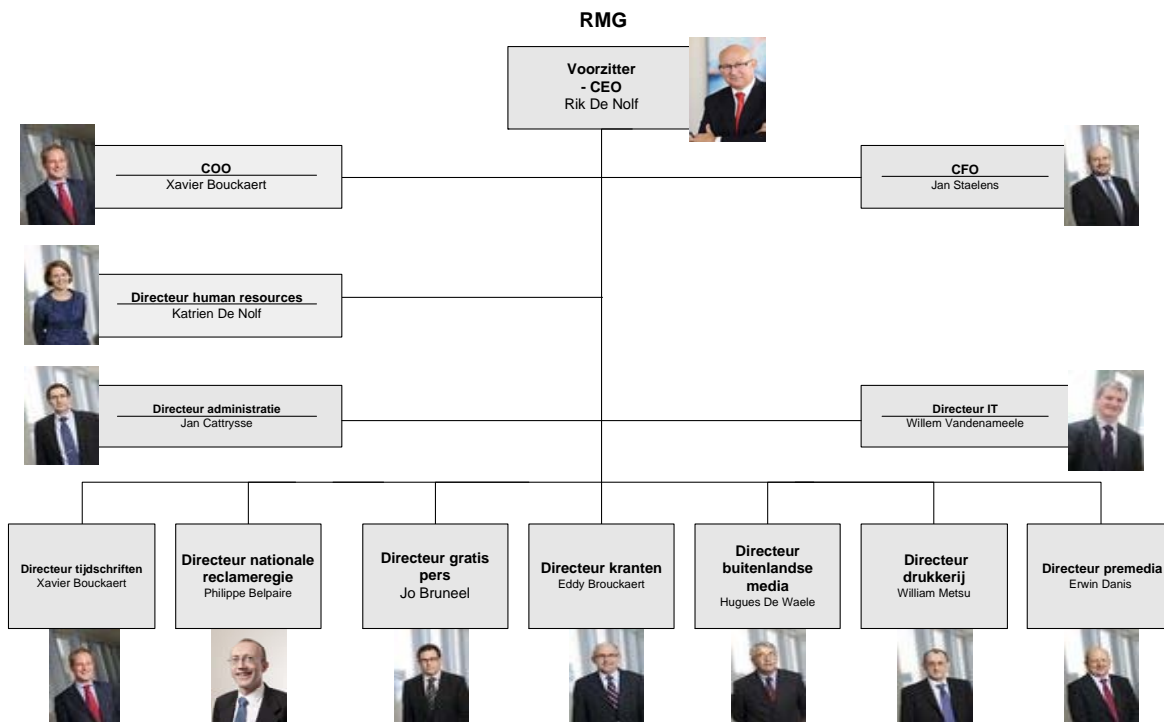 RMG
Voorzitter
- CEO
Rik De Nolf
COO
Xavier Bouckaert
CFO
Jan Staelens
Directeur human resources
Katrien De Nolf
Directeur administratie
Jan Cattrysse
Directeur IT
Willem Vandenameele
Directeur tijdschriften
Xavier Bouckaert
Directeur nationale
reclameregie
Philippe Belpaire
Directeur gratis
pers
Jo Bruneel
Directeur kranten
Eddy Brouckaert
Directeur
buitenlandse
media
Hugues De Waele
Directeur
drukkerij
William Metsu
Directeur premedia
Erwin Danis